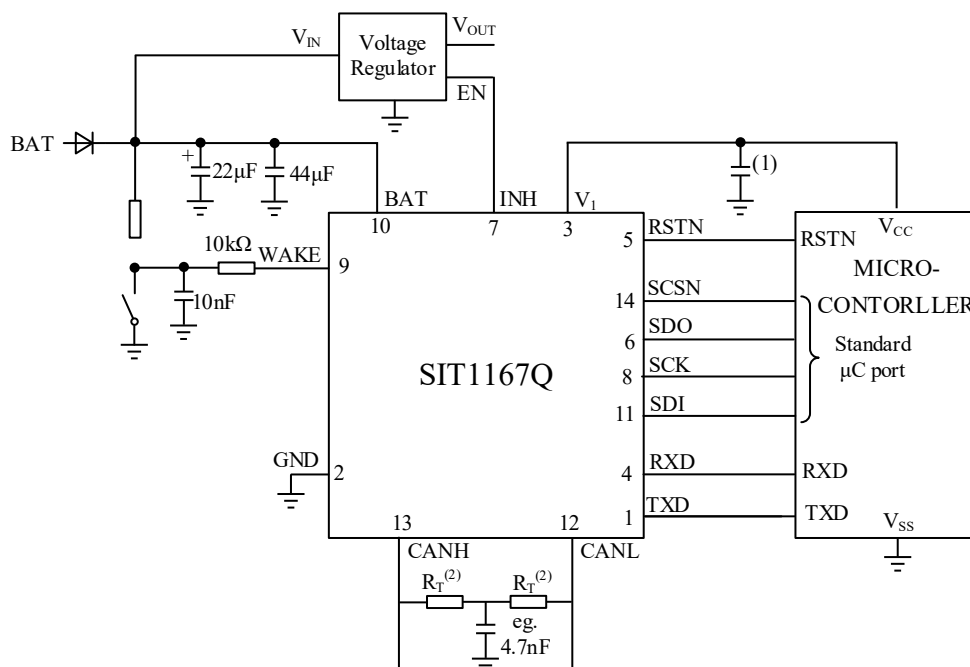 V_IN
Voltage
Regulator
V_OUT
EN
BAT
+
22μF
44μF
(1)
BAT
INH
V_1
10
7
3
10kΩ
WAKE
9
10nF
RSTN
5
RSTN
V_CC
MICRO-
CONTORLLER
14
SCSN
6
SDO
Standard
μC port
8
SCK
11
SDI
SIT1167Q
GND
2
4
RXD
RXD
1
TXD
TXD
V_SS
13
12
CANH
CANL
R_T^(2)
R_T^(2)
eg.
4.7nF